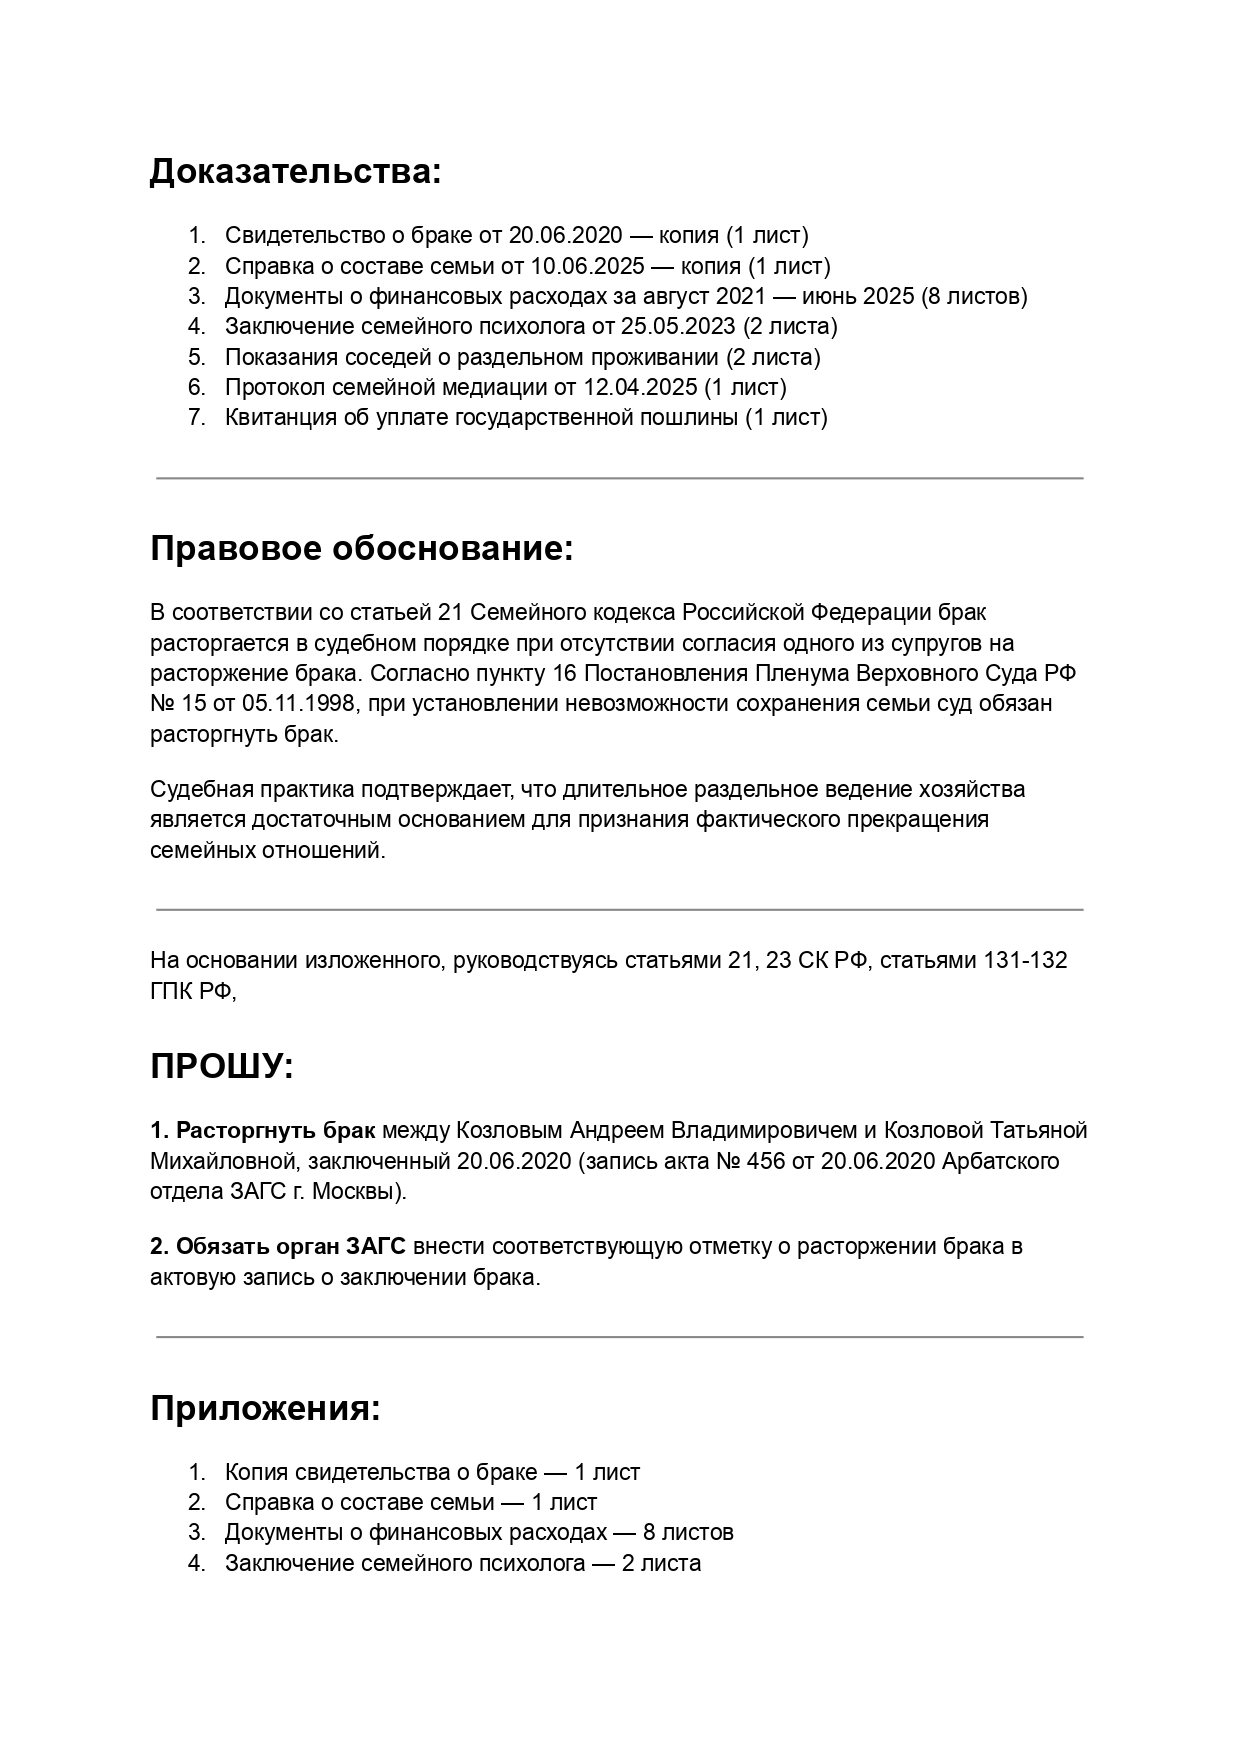 Доказательства:
1. Свидетельство о браке от 20.06.2020 — копия (1 лист)
2. Справка о составе семьи от 10.06.2025 — копия (1 лист)
3. Документы о финансовых расходах за август 2021 — июнь 2025 (8 листов)
4. Заключение семейного психолога от 25.05.2023 (2 листа)
5. Показания соседей о раздельном проживании (2 листа)
6. Протокол семейной медиации от 12.04.2025 (1 лист)
7. Квитанция об уплате государственной пошлины (1 лист)
Правовое обоснование:
В соответствии со статьей 21 Семейного кодекса Российской Федерации брак
расторгается в судебном порядке при отсутствии согласия одного из супругов на
расторжение брака. Согласно пункту 16 Постановления Пленума Верховного Суда РФ
№ 15 от 05.11.1998, при установлении невозможности сохранения семьи суд обязан
расторгнуть брак.
Судебная практика подтверждает, что длительное раздельное ведение хозяйства
является достаточным основанием для признания фактического прекращения
семейных отношений.
На основании изложенного, руководствуясь статьями 21, 23 СК РФ, статьями 131-132
ГПК РФ,
ПРОШУ:
1. Расторгнуть брак между Козловым Андреем Владимировичем и Козловой Татьяной
Михайловной, заключенный 20.06.2020 (запись акта № 456 от 20.06.2020 Арбатского
отдела ЗАГС г. Москвы).
2. Обязать орган ЗАГС внести соответствующую отметку о расторжении брака в
актовую запись о заключении брака.
Приложения:
1. Копия свидетельства о браке — 1 лист
2. Справка о составе семьи — 1 лист
3. Документы о финансовых расходах — 8 листов
4. Заключение семейного психолога — 2 листа